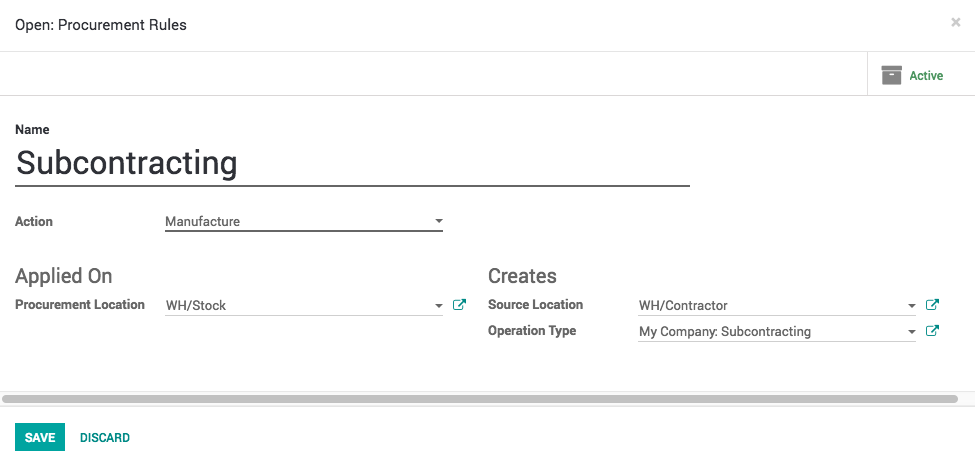 Open: Procurement Rules
×
Active
Name
Subcontracting
Action Manufacture
Applied On Creates
Procurement Location WH/Stock Source Location WH/Contractor
Operation Type My Company: Subcontracting
SAVE DISCARD